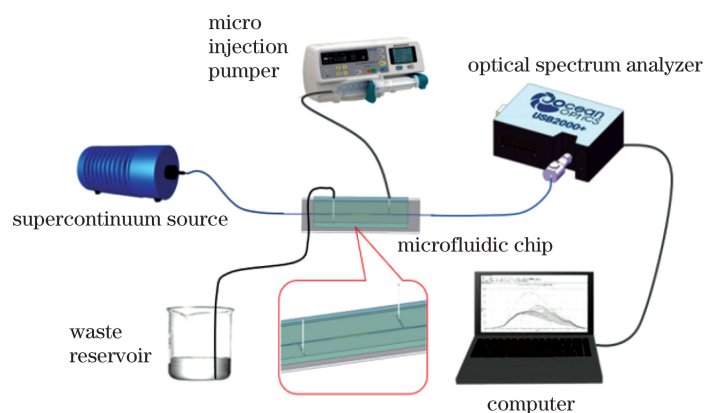 micro
injection
pumper
optical spectrum analyzer
Ocean
OPTICS
USB2000+
supercontinuum source
microfluidic chip
waste
reservoir
computer